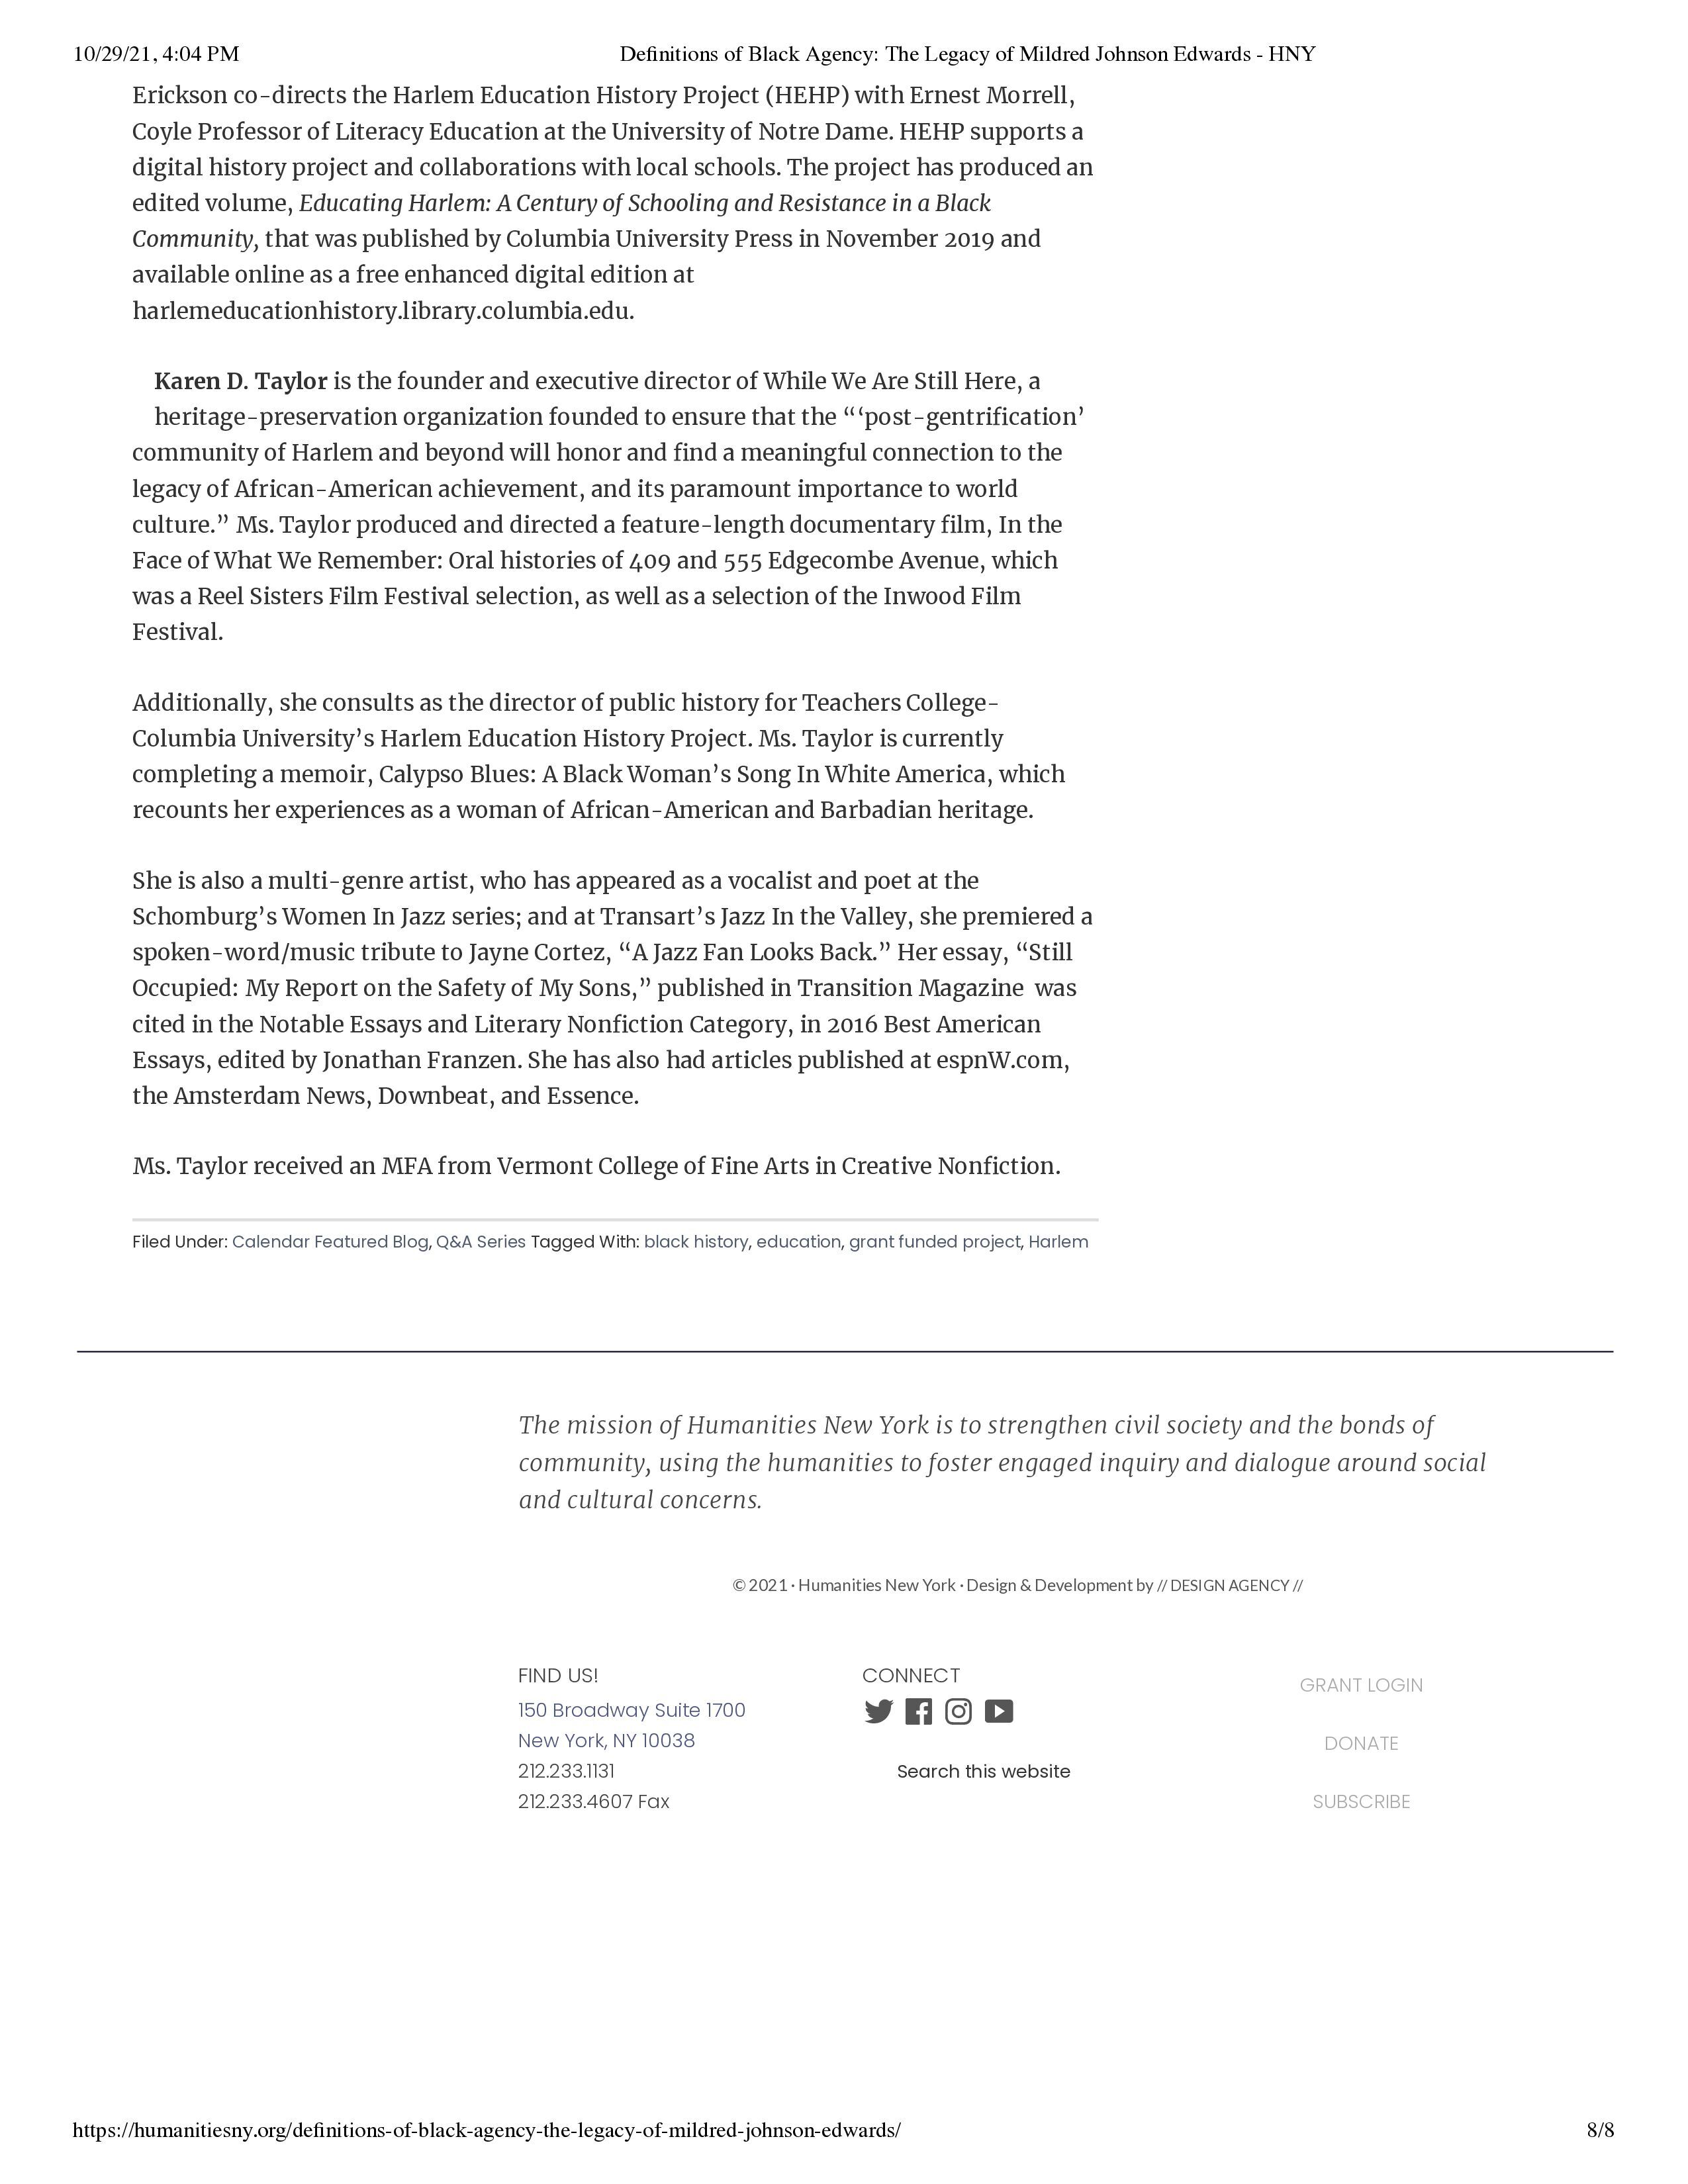 10/29/21, 4:04 PM
Definitions of Black Agency: The Legacy of Mildred Johnson Edwards - HNY
Erickson co-directs the Harlem Education History Project (HEHP) with Ernest Morrell,
Coyle Professor of Literacy Education at the University of Notre Dame. HEHP supports a
digital history project and collaborations with local schools. The project has produced an
edited volume, Educating Harlem: A Century of Schooling and Resistance in a Black
Community, that was published by Columbia University Press in November 2019 and
available online as a free enhanced digital edition at
harlemeducationhistory.library.columbia.edu.
Karen D. Taylor is the founder and executive director of While We Are Still Here, a
heritage-preservation organization founded to ensure that the “‘post-gentrification’
community of Harlem and beyond will honor and find a meaningful connection to the
legacy of African-American achievement, and its paramount importance to world
culture.” Ms. Taylor produced and directed a feature-length documentary film, In the
Face of What We Remember: Oral histories of 409 and 555 Edgecombe Avenue, which
was a Reel Sisters Film Festival selection, as well as a selection of the Inwood Film
Festival.
Additionally, she consults as the director of public history for Teachers College-
Columbia University’s Harlem Education History Project. Ms. Taylor is currently
completing a memoir, Calypso Blues: A Black Woman’s Song In White America, which
recounts her experiences as a woman of African-American and Barbadian heritage.
She is also a multi-genre artist, who has appeared as a vocalist and poet at the
Schomburg’s Women In Jazz series; and at Transart’s Jazz In the Valley, she premiered a
spoken-word/music tribute to Jayne Cortez, “A Jazz Fan Looks Back.” Her essay, “Still
Occupied: My Report on the Safety of My Sons,” published in Transition Magazine was
cited in the Notable Essays and Literary Nonfiction Category, in 2016 Best American
Essays, edited by Jonathan Franzen. She has also had articles published at espnW.com,
the Amsterdam News, Downbeat, and Essence.
Ms. Taylor received an MFA from Vermont College of Fine Arts in Creative Nonfiction.
Filed Under: Calendar Featured Blog, Q&A Series Tagged With: black history, education, grant funded project, Harlem
The mission of Humanities New York is to strengthen civil society and the bonds of
community, using the humanities to foster engaged inquiry and dialogue around social
and cultural concerns.
© 2021 · Humanities New York · Design & Development by // DESIGN AGENCY //
FIND US!
150 Broadway Suite 1700
New York, NY 10038
212.233.1131
212.233.4607 Fax
CONNECT
Search this website
GRANT LOGIN
DONATE
SUBSCRIBE
https://humanitiesny.org/definitions-of-black-agency-the-legacy-of-mildred-johnson-edwards/
8/8